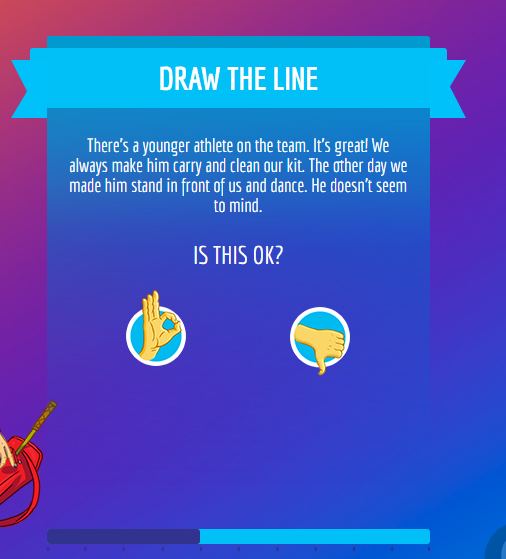 DRAW THE LINE
There's a younger athlete on the team. It's great! We
always make him carry and clean our kit. The other day we
made him stand in front of us and dance. He doesn't seem
to mind.
IS THIS OK?